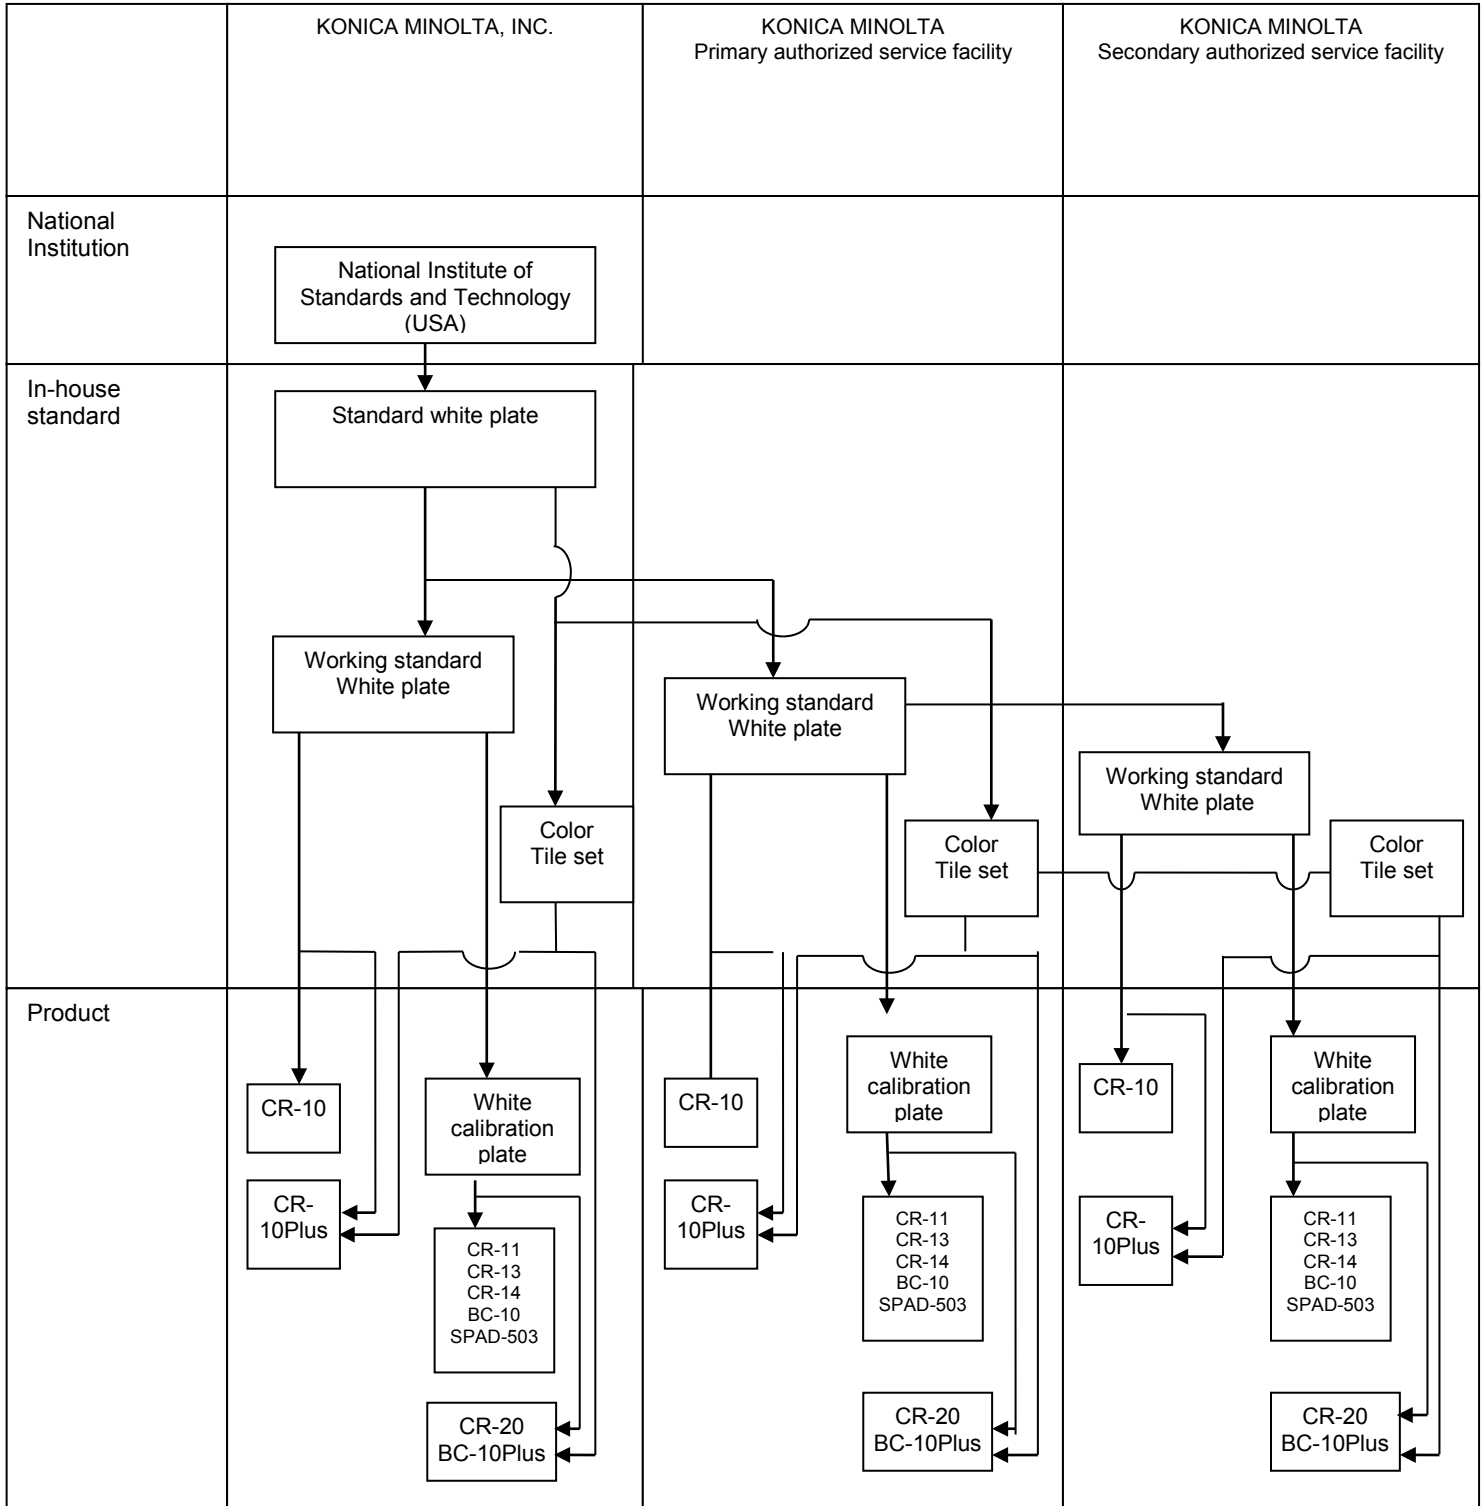 KONICA MINOLTA, INC.
KONICA MINOLTA
Primary authorized service facility
KONICA MINOLTA
Secondary authorized service facility
National
Institution
National Institute of
Standards and Technology
(USA)
In-house
standard
Standard white plate
Working standard
White plate
Working standard
White plate
Working standard
White plate
Color
Tile set
Color
Tile set
Color
Tile set
Product
CR-10
White
calibration
plate
CR-
10Plus
CR-11
CR-13
CR-14
BC-10
SPAD-503
CR-20
BC-10Plus
CR-10
White
calibration
plate
CR-
10Plus
CR-11
CR-13
CR-14
BC-10
SPAD-503
CR-20
BC-10Plus
CR-10
White
calibration
plate
CR-
10Plus
CR-11
CR-13
CR-14
BC-10
SPAD-503
CR-20
BC-10Plus